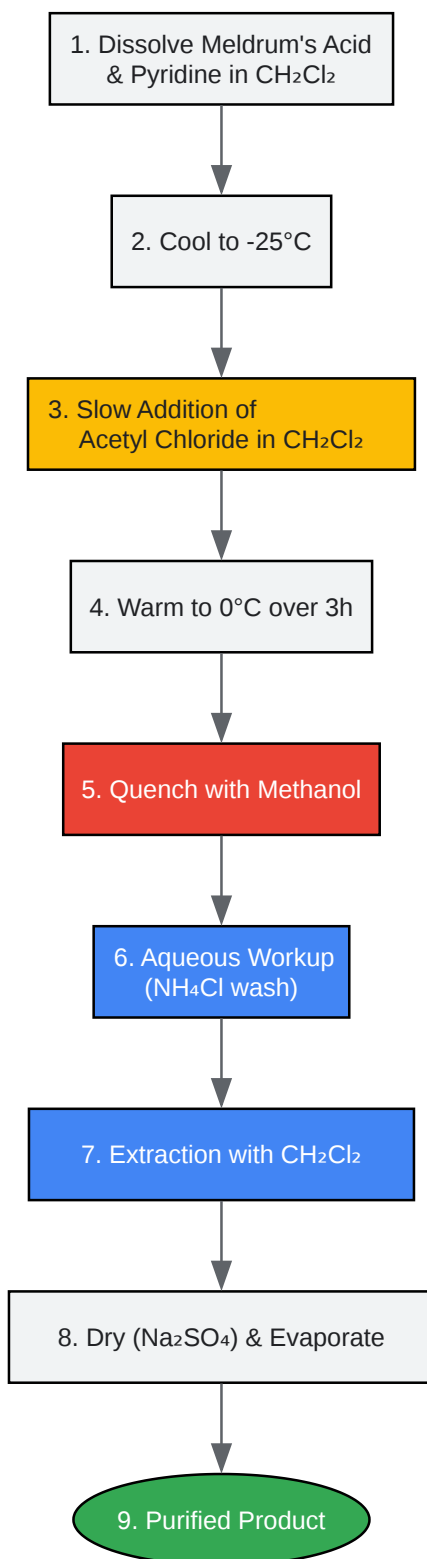 1. Dissolve Meldrum's Acid
& Pyridine in CH₂Cl₂
2. Cool to -25°C
3. Slow Addition of
Acetyl Chloride in CH₂Cl₂
4. Warm to 0°C over 3h
5. Quench with Methanol
6. Aqueous Workup
(NH₄Cl wash)
7. Extraction with CH₂Cl₂
8. Dry (Na₂SO₄) & Evaporate
9. Purified Product